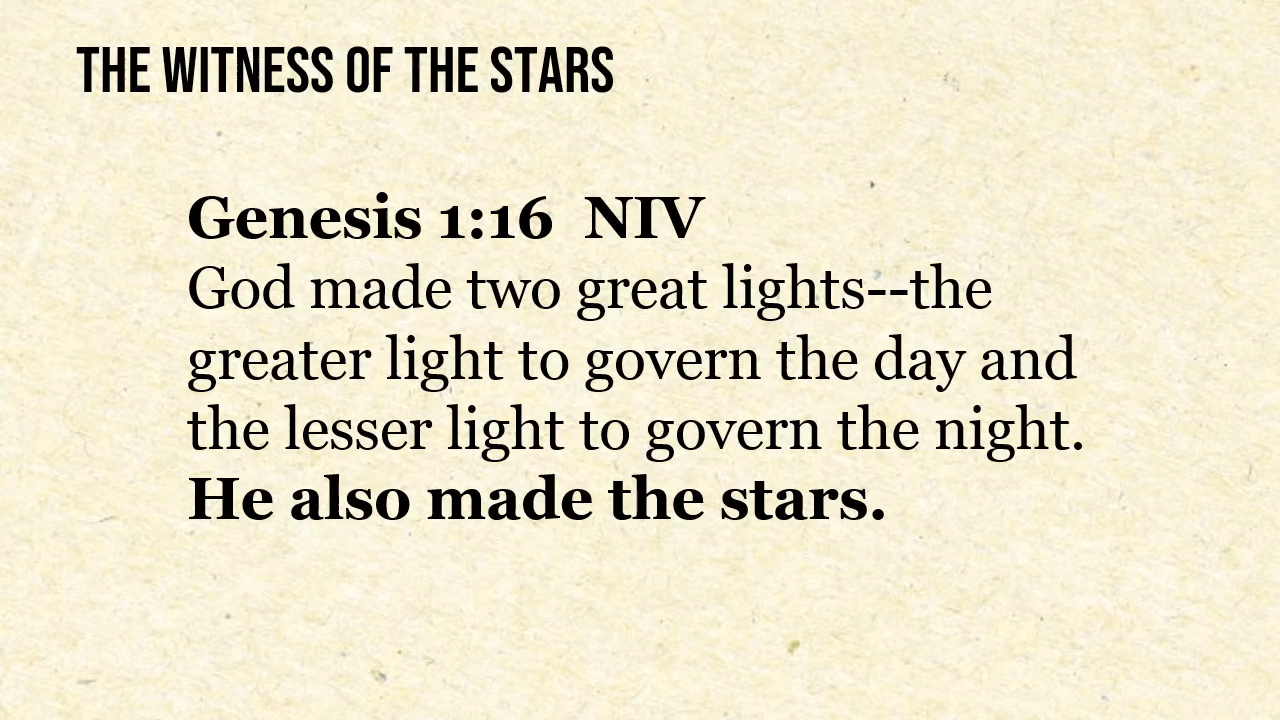 THE WITNESS OF THE STARS
Genesis 1:16  NIV
God made two great lights--the
greater light to govern the day and
the lesser light to govern the night.
He also made the stars.